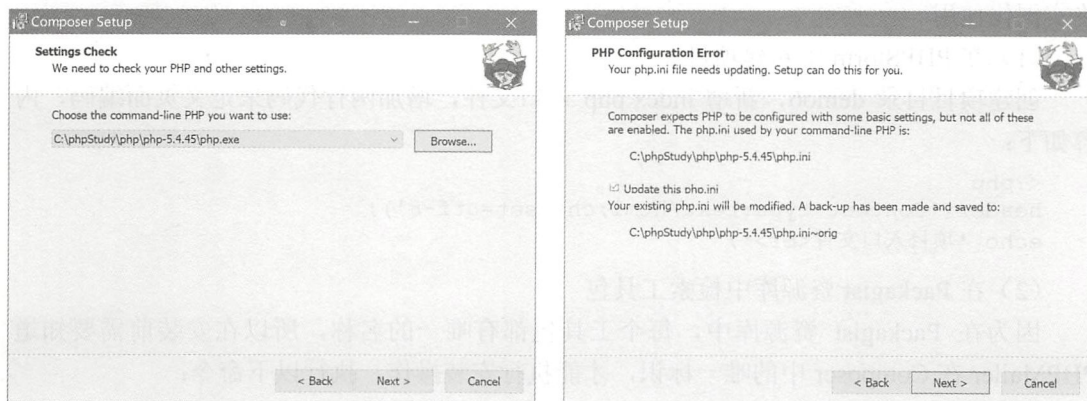 Composer Setup
Settings Check
We need to check your PHP and other settings.
Choose the command-line PHP you want to use:
C:\phpStudy\php\php-5.4.45\php.exe
Browse...
< Back
Next >
Cancel
Composer Setup
PHP Configuration Error
Your php.ini file needs updating. Setup can do this for you.
Composer expects PHP to be configured with some basic settings, but not all of these
are enabled. The php.ini used by your command-line PHP is:
C:\phpStudy\php\php-5.4.45\php.ini
Update this php.ini
Your existing php.ini will be modified. A back-up has been made and saved to:
C:\phpStudy\php\php-5.4.45\php.ini~orig
< Back
Next >
Cancel